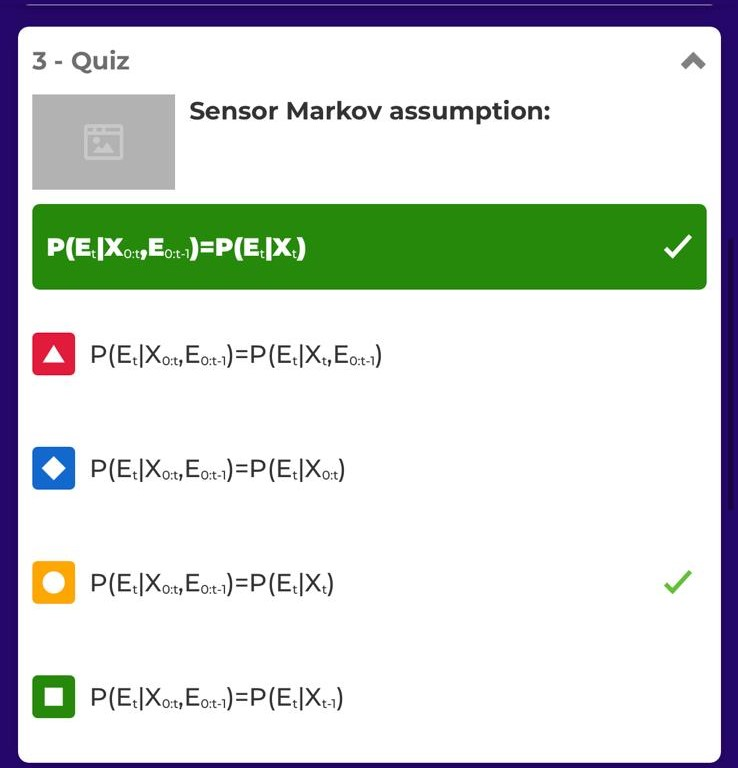 3 - Quiz
Sensor Markov assumption:
P(Eₜ|X₀:ₜ,E₀:ₜ₋₁)=P(Eₜ|Xₜ)
P(Eₜ|X₀:ₜ,E₀:ₜ₋₁)=P(Eₜ|Xₜ,E₀:ₜ₋₁)
P(Eₜ|X₀:ₜ,E₀:ₜ₋₁)=P(Eₜ|X₀:ₜ)
P(Eₜ|X₀:ₜ,E₀:ₜ₋₁)=P(Eₜ|Xₜ)
P(Eₜ|X₀:ₜ,E₀:ₜ₋₁)=P(Eₜ|Xₜ₋₁)